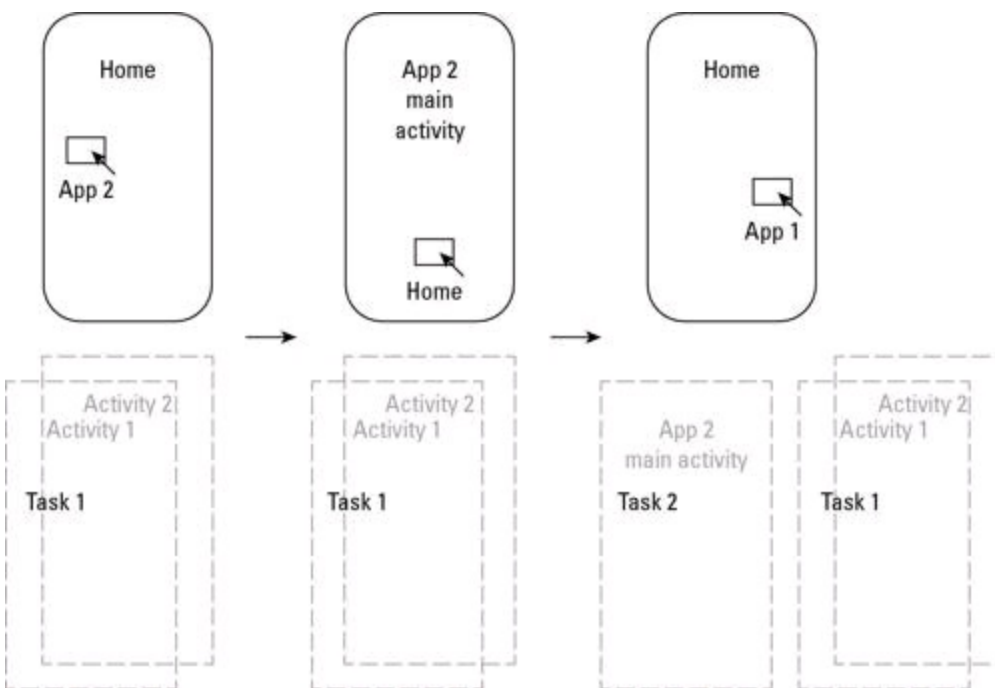 Home
App 2
App 2
main
activity
Home
Home
App 1
Activity 2
Activity 1
Task 1
Activity 2
Activity 1
Task 1
App 2
main activity
Task 2
Activity 2
Activity 1
Task 1